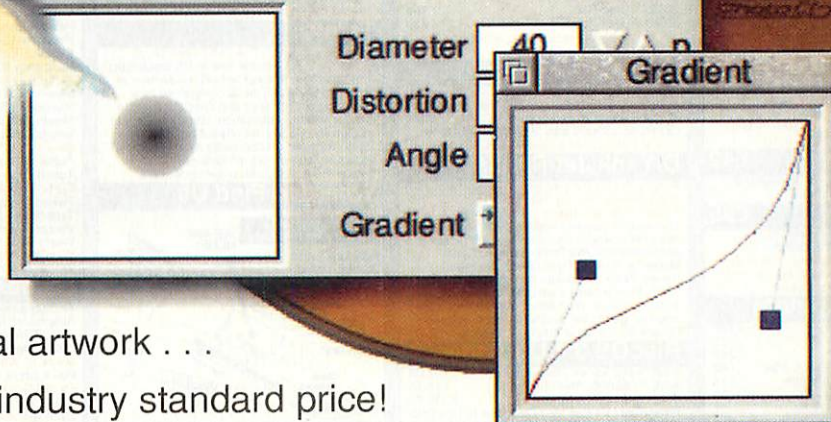 Diameter 40
Gradient
Distortion
Angle
Gradient
al artwork . . .
industry standard price!